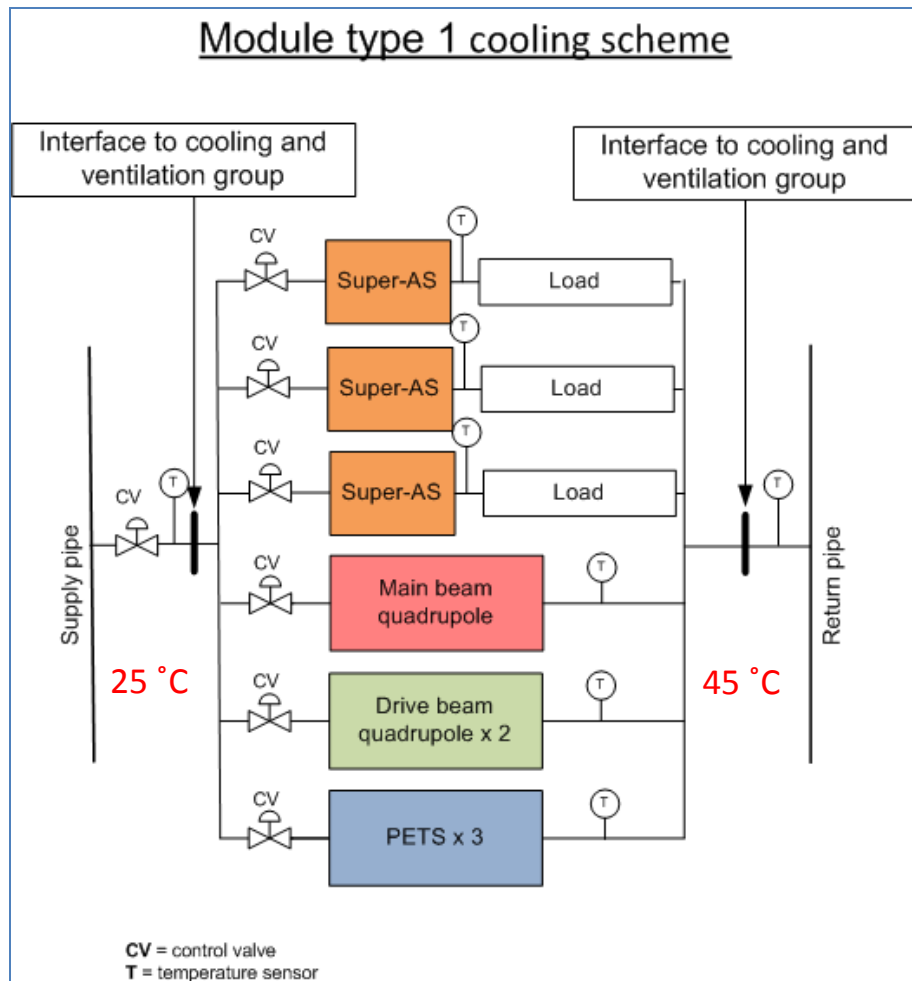 Module type 1 cooling scheme
Interface to cooling and
ventilation group
Interface to cooling and
ventilation group
CV
T
Super-AS
Load
CV
T
Super-AS
Load
CV
T
Super-AS
Load
CV
T
T
CV
Main beam
quadrupole
T
Supply pipe
Return pipe
25 ˚C
45 ˚C
CV
Drive beam
quadrupole x 2
T
CV
PETS x 3
T
CV = control valve
T = temperature sensor